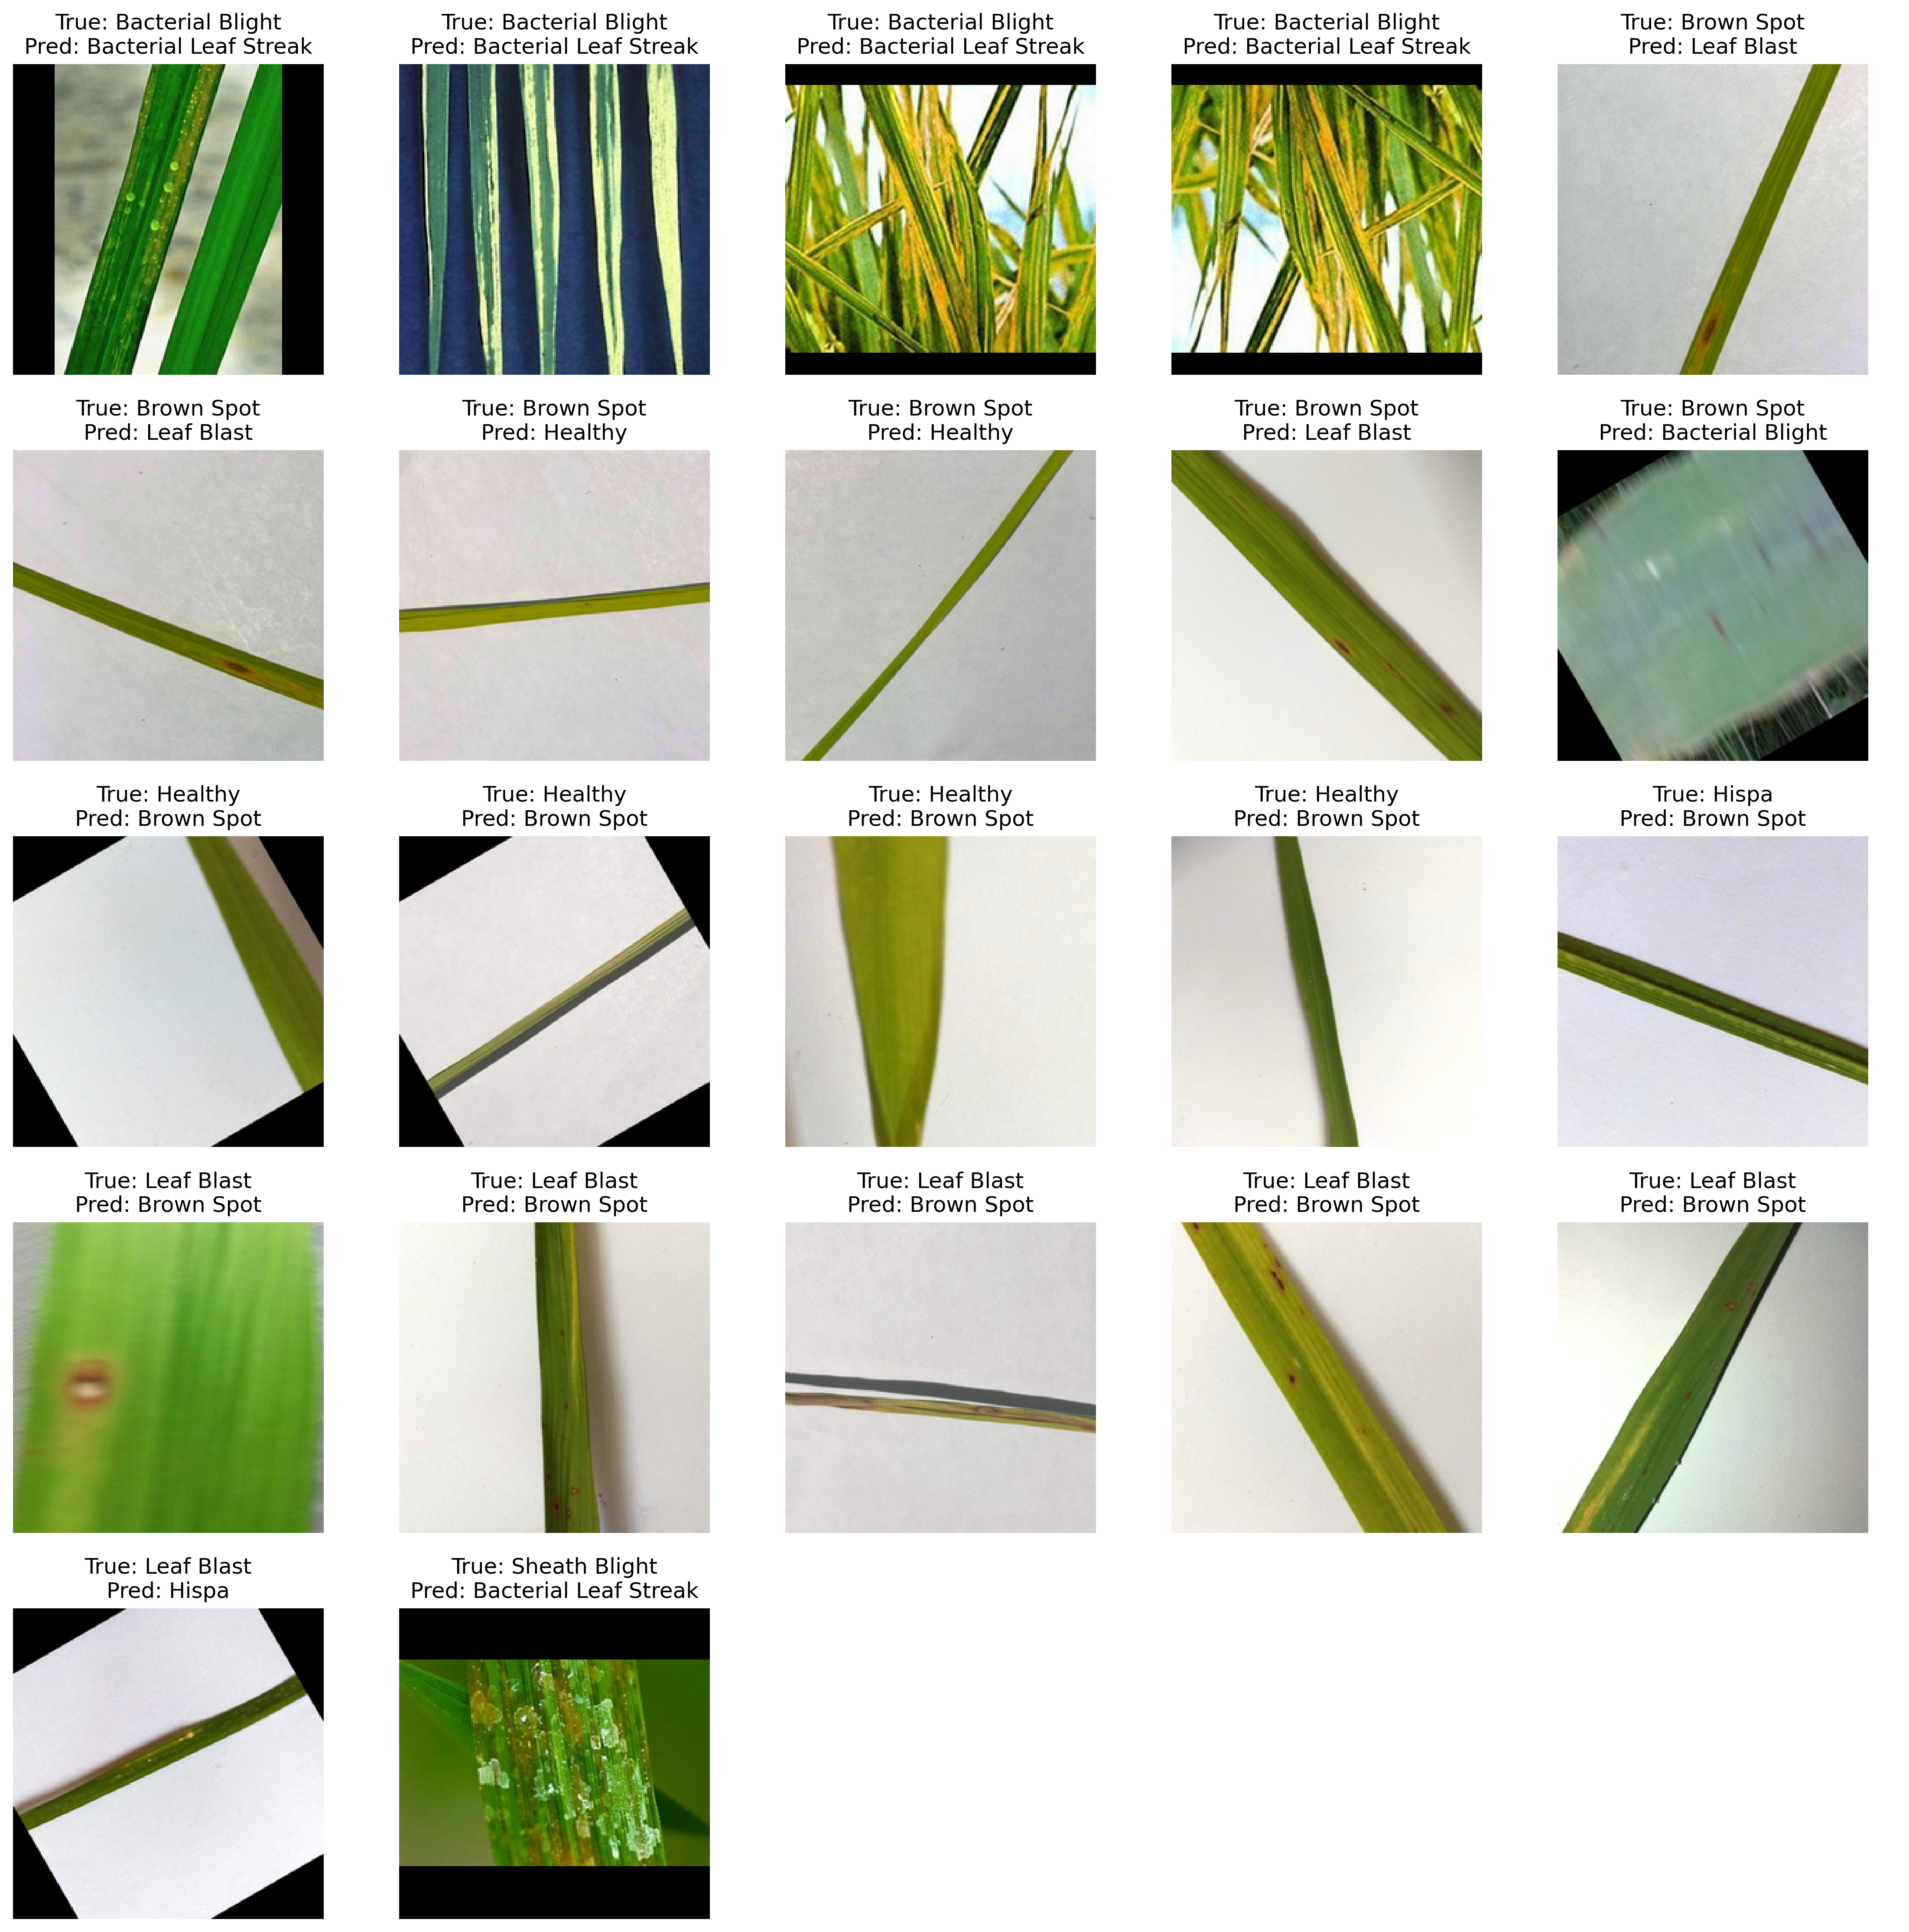 True: Bacterial Blight
Pred: Bacterial Leaf Streak
True: Bacterial Blight
Pred: Bacterial Leaf Streak
True: Bacterial Blight
Pred: Bacterial Leaf Streak
True: Bacterial Blight
Pred: Bacterial Leaf Streak
True: Brown Spot
Pred: Leaf Blast
True: Brown Spot
Pred: Leaf Blast
True: Brown Spot
Pred: Healthy
True: Brown Spot
Pred: Healthy
True: Brown Spot
Pred: Leaf Blast
True: Brown Spot
Pred: Bacterial Blight
True: Healthy
Pred: Brown Spot
True: Healthy
Pred: Brown Spot
True: Healthy
Pred: Brown Spot
True: Healthy
Pred: Brown Spot
True: Hispa
Pred: Brown Spot
True: Leaf Blast
Pred: Brown Spot
True: Leaf Blast
Pred: Brown Spot
True: Leaf Blast
Pred: Brown Spot
True: Leaf Blast
Pred: Brown Spot
True: Leaf Blast
Pred: Brown Spot
True: Leaf Blast
Pred: Hispa
True: Sheath Blight
Pred: Bacterial Leaf Streak